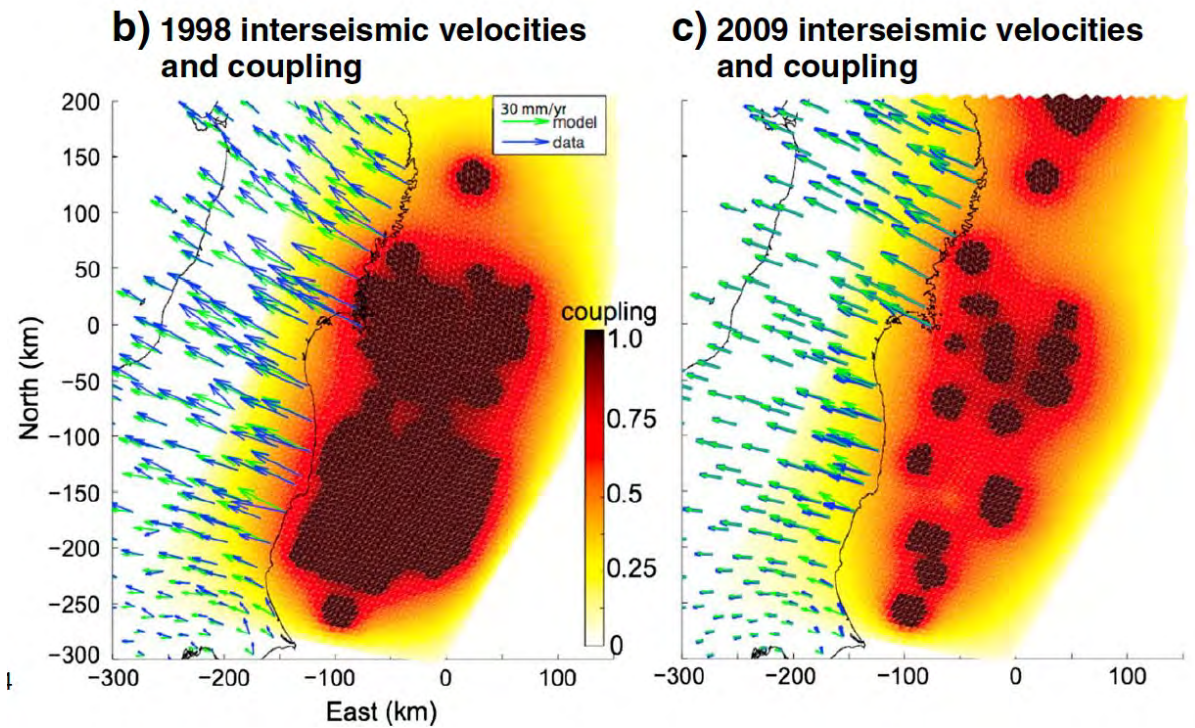 b) 1998 interseismic velocities
and coupling
c) 2009 interseismic velocities
and coupling
200
150
100
50
0
−50
−100
−150
−200
−250
−300
North (km)
30 mm/yr
model
data
coupling
1.0
0.75
0.5
0.25
0
−300
−200
−100
0
100
East (km)
−300
−200
−100
0
100
4